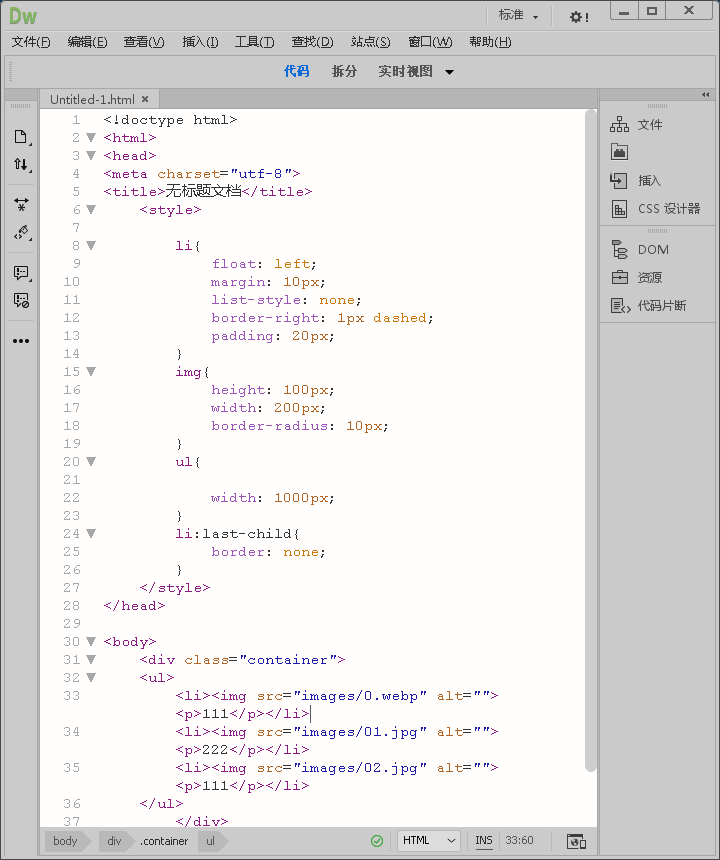 Dw
标准
文件(F) 编辑(E) 查看(V) 插入(I) 工具(T) 查找(D) 站点(S) 窗口(W) 帮助(H)
代码 拆分 实时视图
Untitled-1.html ×
1 <!doctype html>
2 <html>
3 <head>
4 <meta charset="utf-8">
5 <title>无标题文档</title>
6 <style>
7
8 li{
9 float: left;
10 margin: 10px;
11 list-style: none;
12 border-right: 1px dashed;
13 padding: 20px;
14 }
15 img{
16 height: 100px;
17 width: 200px;
18 border-radius: 10px;
19 }
20 ul{
21
22 width: 1000px;
23 }
24 li:last-child{
25 border: none;
26 }
27 </style>
28 </head>
29
30 <body>
31 <div class="container">
32 <ul>
33 <li><img src="images/0.webp" alt="">
<p>111</p></li>
34 <li><img src="images/01.jpg" alt="">
<p>222</p></li>
35 <li><img src="images/02.jpg" alt="">
<p>111</p></li>
36 </ul>
37 </div>
文件
插入
CSS 设计器
DOM
资源
代码片断
body div .container ul HTML INS 33:60